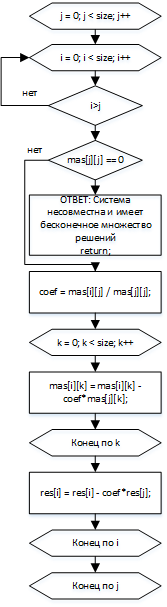 j = 0; j < size; j++
i = 0; i < size; i++
нет
i>j
нет
mas[j][j] == 0
ОТВЕТ: Система
несовместна и имеет
бесконечное множество
решений
return;
coef = mas[i][j] / mas[j][j];
k = 0; k < size; k++
mas[i][k] = mas[i][k] -
coef*mas[j][k];
Конец по k
res[i] = res[i] - coef*res[j];
Конец по i
Конец по j